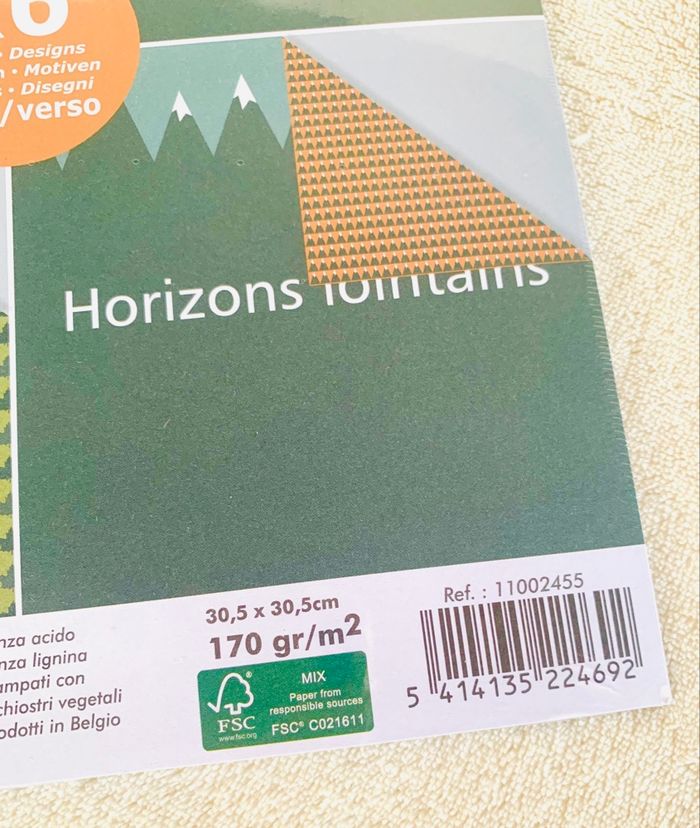 6
• Designs
• Motiven
• Disegni
/verso
Horizons
30,5 x 30,5cm
170 gr/m2
Ref. : 11002455
5 414135 224692
nza acido
nza lignina
ampati con
chiostri vegetali
odotti in Belgio
FSC
www.fsc.org
MIX
Paper from
responsible sources
FSC® C021611